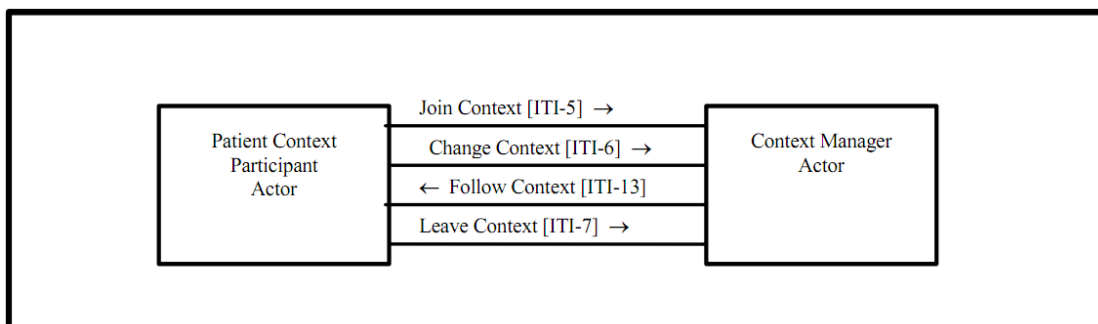 Join Context [ITI-5] →
Patient Context
Participant
Actor
Change Context [ITI-6] →
← Follow Context [ITI-13]
Leave Context [ITI-7] →
Context Manager
Actor